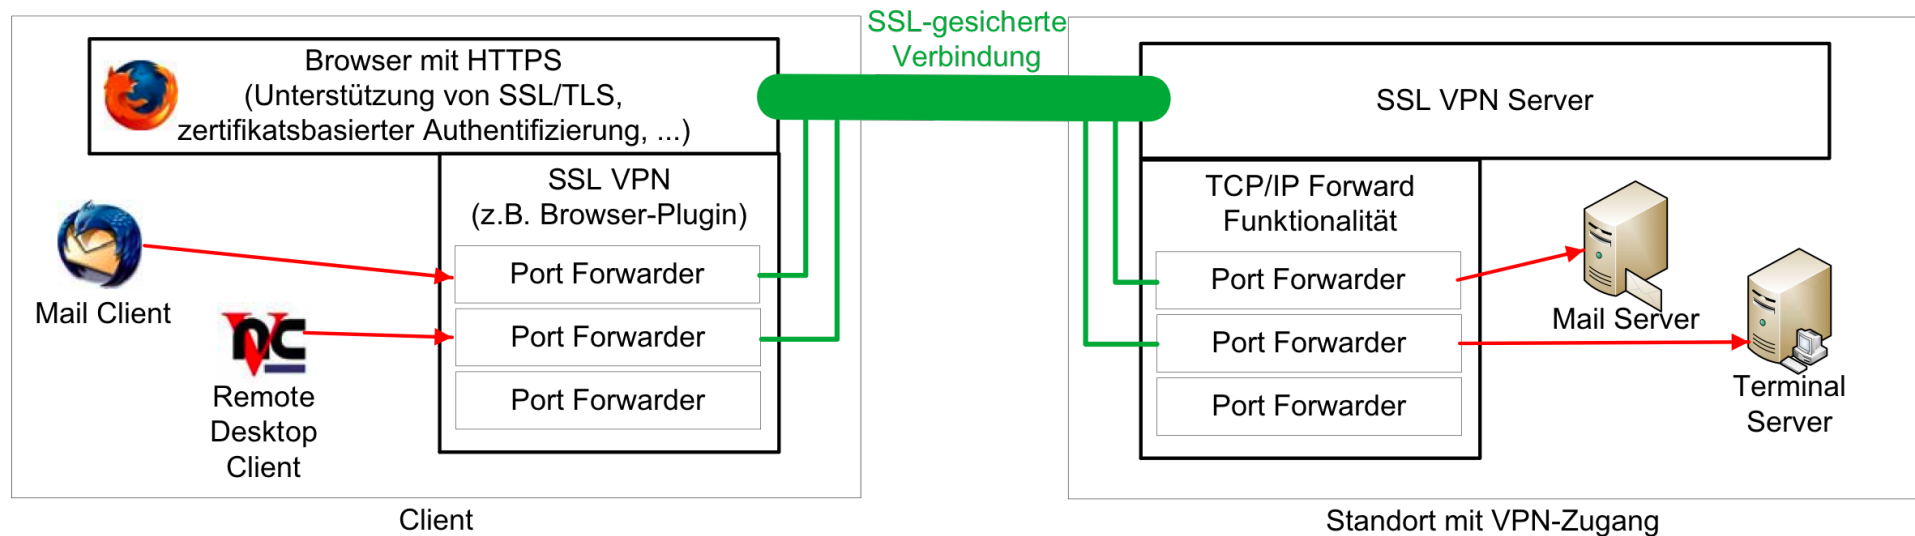 SSL-gesicherte
Verbindung
Browser mit HTTPS
(Unterstützung von SSL/TLS,
zertifikatsbasierter Authentifizierung, ...)
SSL VPN
(z.B. Browser-Plugin)
Port Forwarder
Port Forwarder
Port Forwarder
Mail Client
VNC
Remote
Desktop
Client
Client
SSL VPN Server
TCP/IP Forward
Funktionalität
Port Forwarder
Port Forwarder
Port Forwarder
Mail Server
Terminal
Server
Standort mit VPN-Zugang